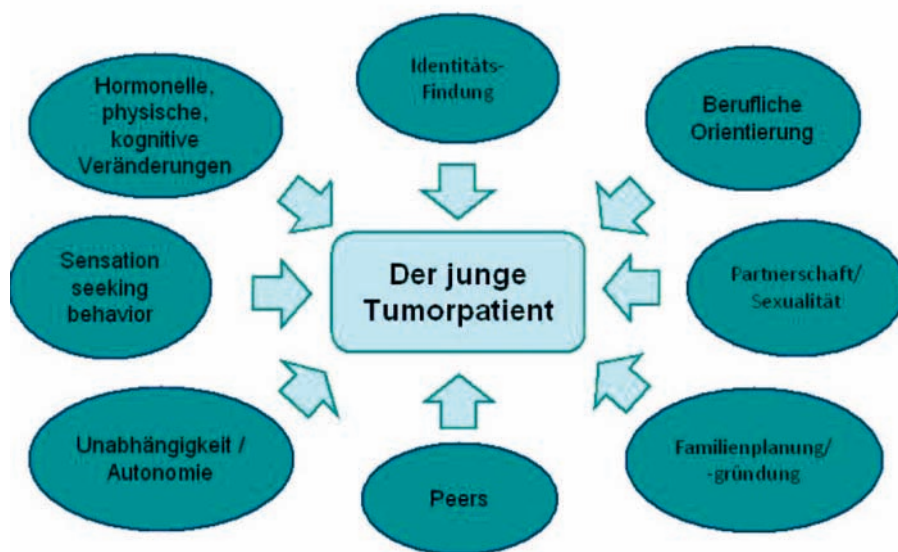 Identitäts-
Findung
Hormonelle,
physische,
kognitive
Veränderungen
Berufliche
Orientierung
Sensation
seeking
behavior
Der junge
Tumorpatient
Partnerschaft/
Sexualität
Unabhängigkeit /
Autonomie
Peers
Familienplanung/
-gründung